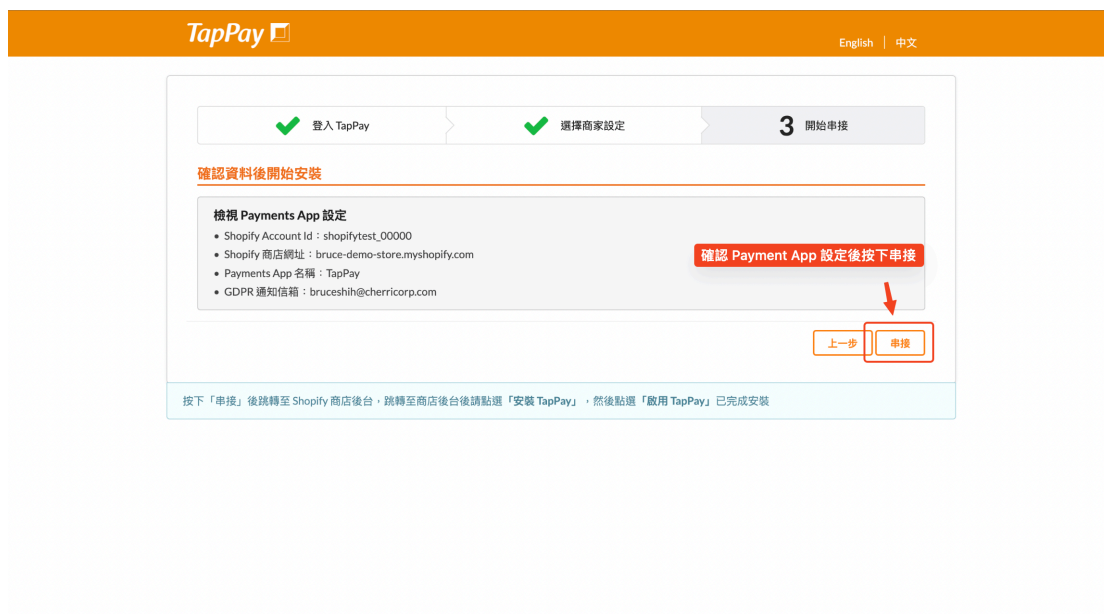 TapPay
English | 中文
登入 TapPay
選擇商家設定
3 開始串接
確認資料後開始安裝
檢視 Payments App 設定
• Shopify Account Id：shopifytest_00000
• Shopify 商店網址：bruce-demo-store.myshopify.com
• Payments App 名稱：TapPay
• GDPR 通知信箱：bruceshih@cherricorp.com
確認 Payment App 設定後按下串接
上一步
串接
按下「串接」後跳轉至 Shopify 商店後台，跳轉至商店後台後請點選「安裝 TapPay」，然後點選「啟用 TapPay」已完成安裝